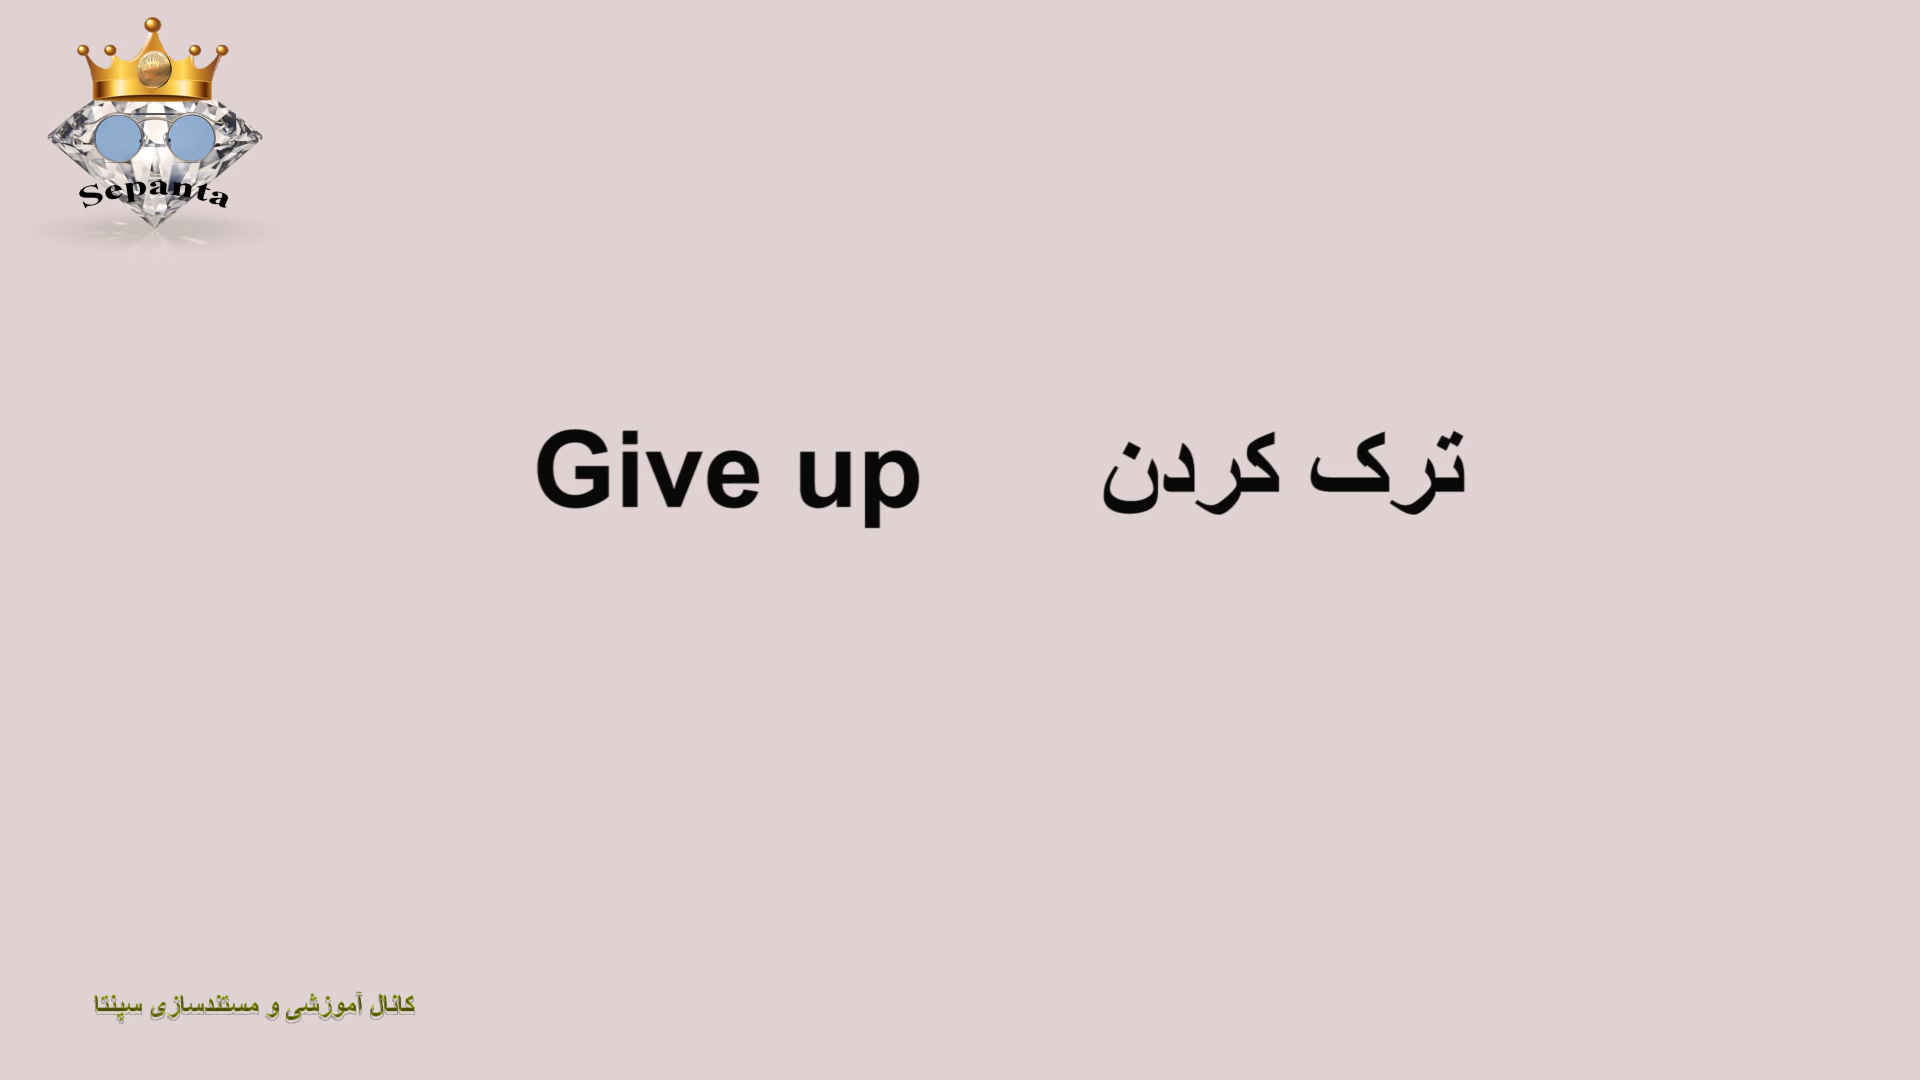 Sepanta
Give up ترک کردن
کانال آموزشی و مستندسازی سپنتا